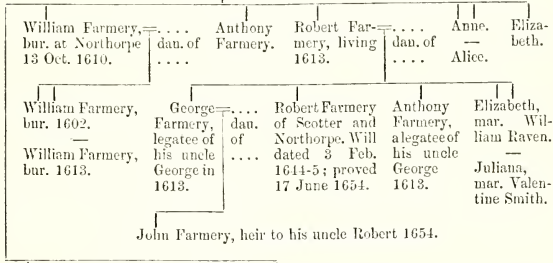 William Farmery,=....
bur. at Northorpe dau. of
13 Oct. 1610. ....
Anthony
Farmery.
Robert Far-=....
mery, living dau. of
1613. ....
Anne.
—
Alice.
Eliza-
beth.
William Farmery,
bur. 1602.
—
William Farmery,
bur. 1613.
George=....
Farmery, dau.
legatee of of
his uncle ....
George in
1613.
Robert Farmery
of Scotter and
Northorpe. Will
dated 3 Feb.
1644-5; proved
17 June 1654.
Anthony
Farmery,
a legatee of
his uncle
George
1613.
Elizabeth,
mar. Wil-
liam Raven.
—
Juliana,
mar. Valen-
tine Smith.
John Farmery, heir to his uncle Robert 1654.